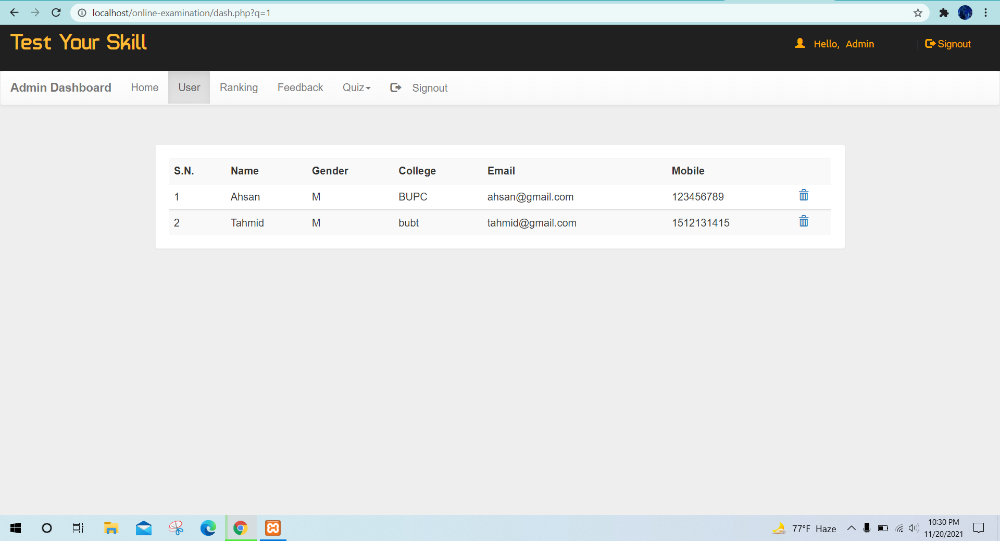 localhost/online-examination/dash.php?q=1
Test Your Skill
Hello, Admin | Signout
Admin Dashboard Home User Ranking Feedback Quiz Signout
S.N. Name Gender College Email Mobile
1 Ahsan M BUPC ahsan@gmail.com 123456789
2 Tahmid M bubt tahmid@gmail.com 1512131415
77°F Haze
10:30 PM
11/20/2021